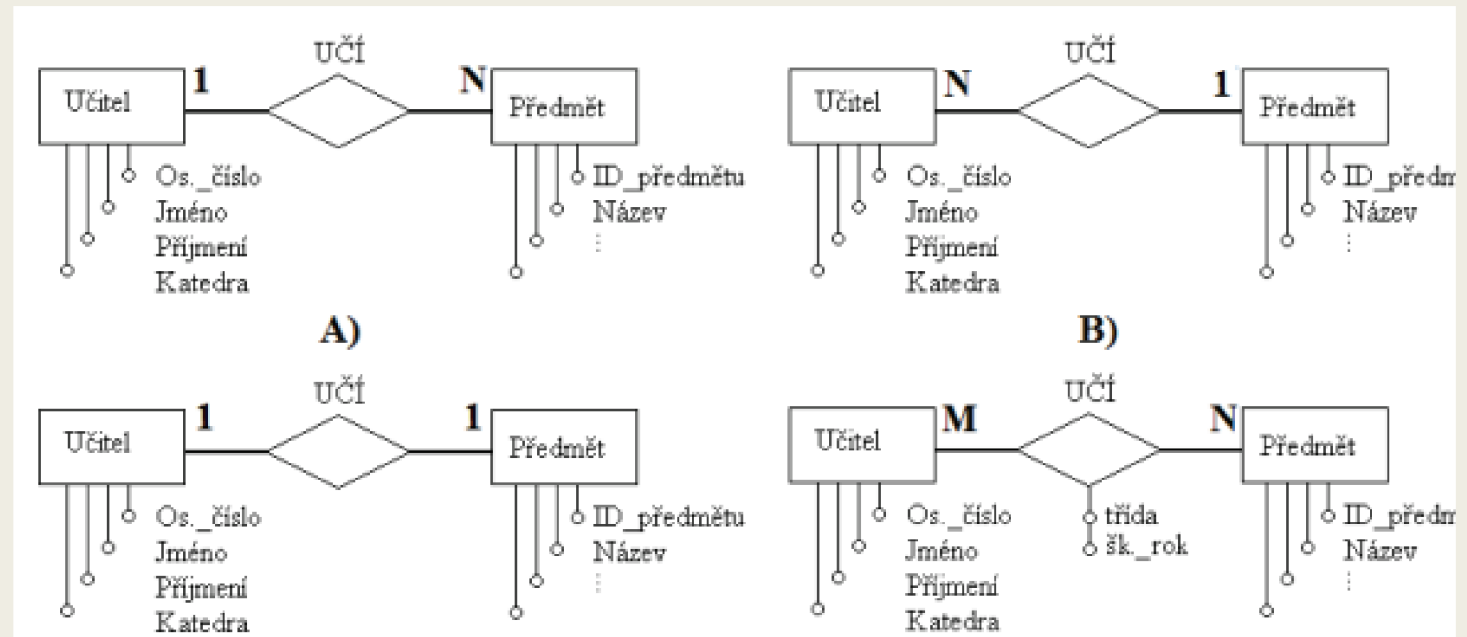 UČÍ
Učitel
1
N
Předmět
Os._číslo
Jméno
Příjmení
Katedra
ID_předmětu
Název
⋮
A)
UČÍ
Učitel
N
1
Předmět
Os._číslo
Jméno
Příjmení
Katedra
ID_předm
Název
⋮
B)
UČÍ
Učitel
1
1
Předmět
Os._číslo
Jméno
Příjmení
Katedra
ID_předmětu
Název
⋮
UČÍ
Učitel
M
N
Předmět
Os._číslo
Jméno
Příjmení
Katedra
třída
šk._rok
ID_předm
Název
⋮